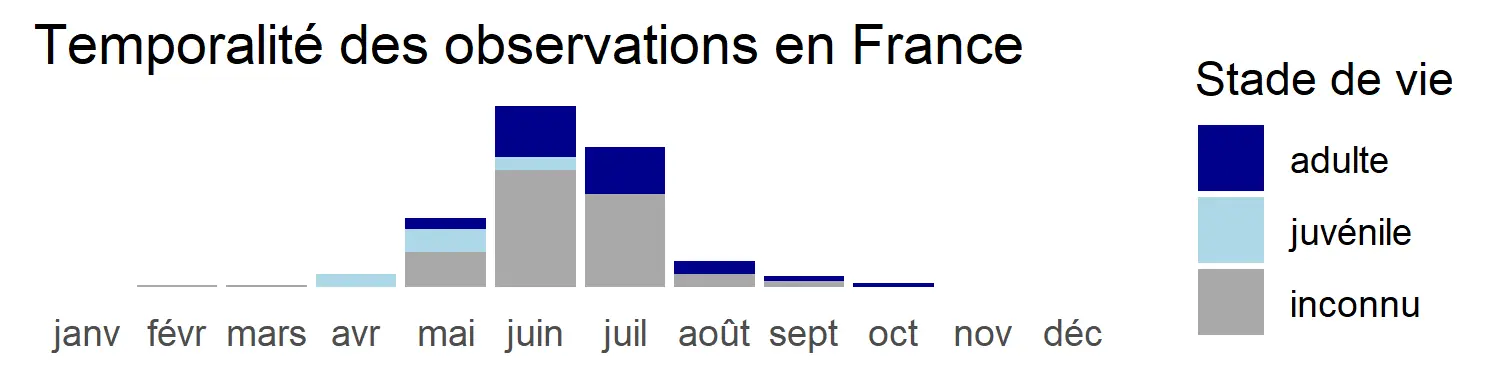 Temporalité des observations en France
janv févr mars avr mai juin juil août sept oct nov déc
Stade de vie
adulte
juvénile
inconnu